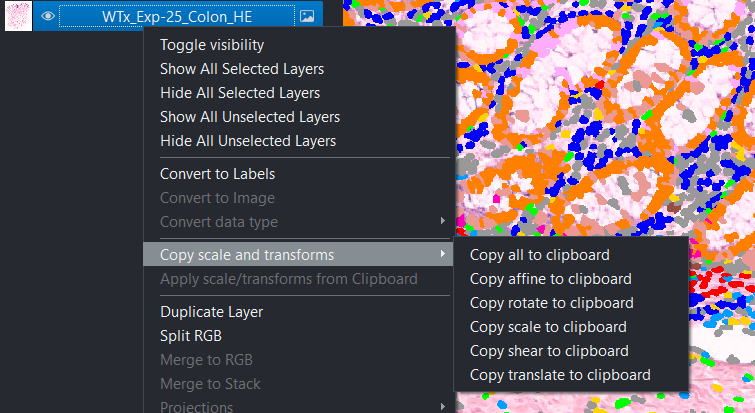 WTx_Exp-25_Colon_HE
Toggle visibility
Show All Selected Layers
Hide All Selected Layers
Show All Unselected Layers
Hide All Unselected Layers
Convert to Labels
Convert to Image
Convert data type
Copy scale and transforms
Apply scale/transforms from Clipboard
Duplicate Layer
Split RGB
Merge to RGB
Merge to Stack
Projections
Copy all to clipboard
Copy affine to clipboard
Copy rotate to clipboard
Copy scale to clipboard
Copy shear to clipboard
Copy translate to clipboard